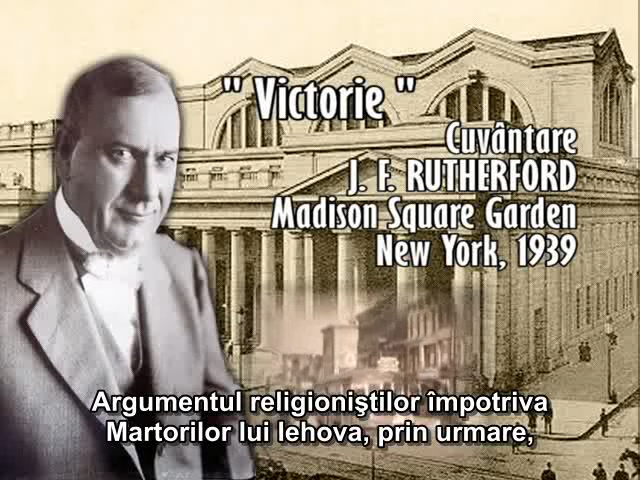 " Victorie "
Cuvântare
J. F. RUTHERFORD
Madison Square Garden
New York, 1939
Argumentul religioniştilor împotriva
Martorilor lui Iehova, prin urmare,